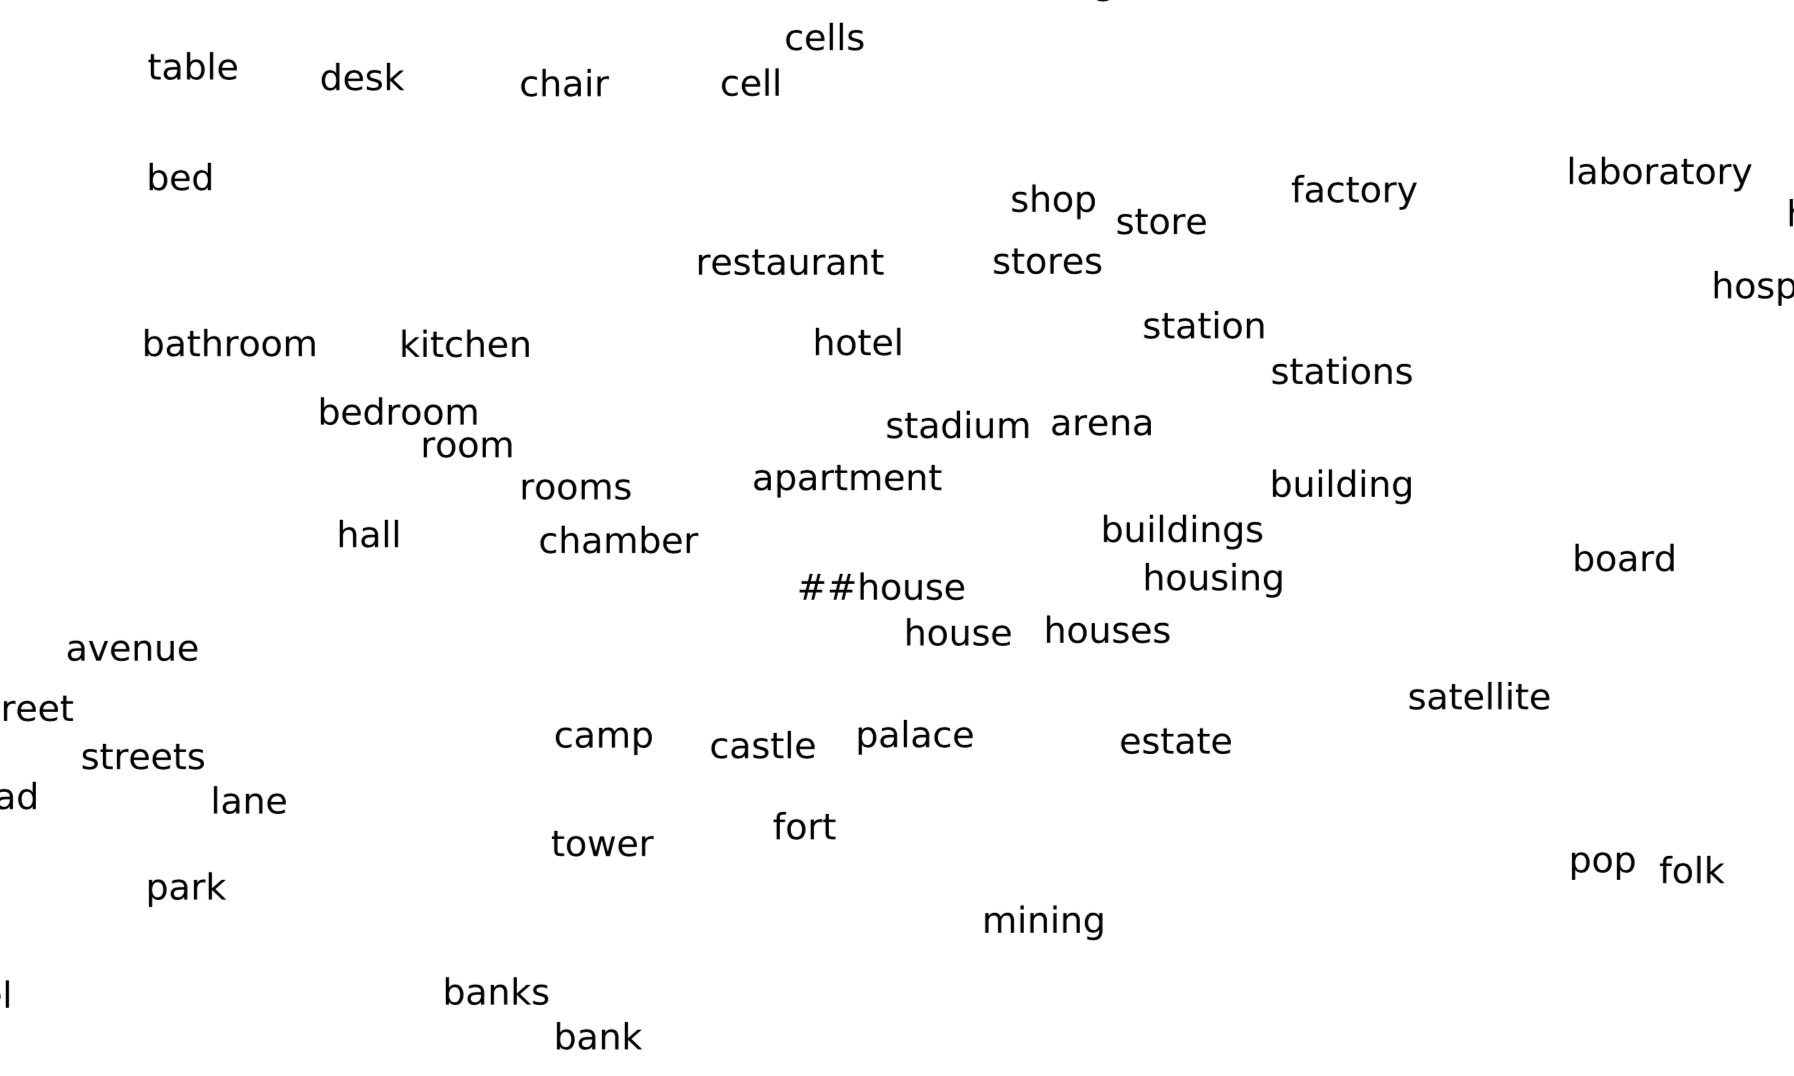 cells
table
desk
chair
cell
bed
laboratory
factory
shop
store
restaurant
stores
station
bathroom
kitchen
hotel
stations
bedroom
stadium
arena
room
apartment
rooms
building
hall
chamber
buildings
board
##house
housing
house
houses
avenue
satellite
reet
camp
castle
palace
estate
streets
ad
lane
fort
tower
pop
folk
park
mining
banks
bank